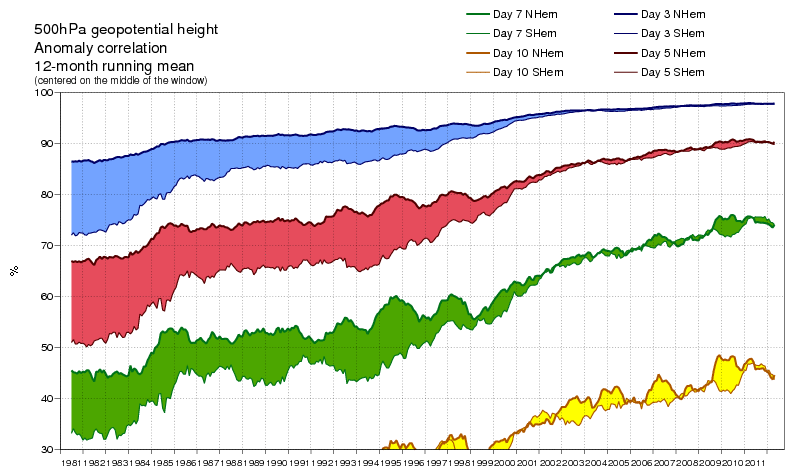 500hPa geopotential height
Anomaly correlation
12-month running mean
(centered on the middle of the window)
Day 7 NHem
Day 7 SHem
Day 10 NHem
Day 10 SHem
Day 3 NHem
Day 3 SHem
Day 5 NHem
Day 5 SHem
100
90
80
70
60
50
40
30
%
1981 1982 1983 1984 1985 1986 1987 1988 1989 1990 1991 1992 1993 1994 1995 1996 1997 1998 1999 2000 2001 2002 2003 2004 2005 2006 2007 2008 2009 2010 2011